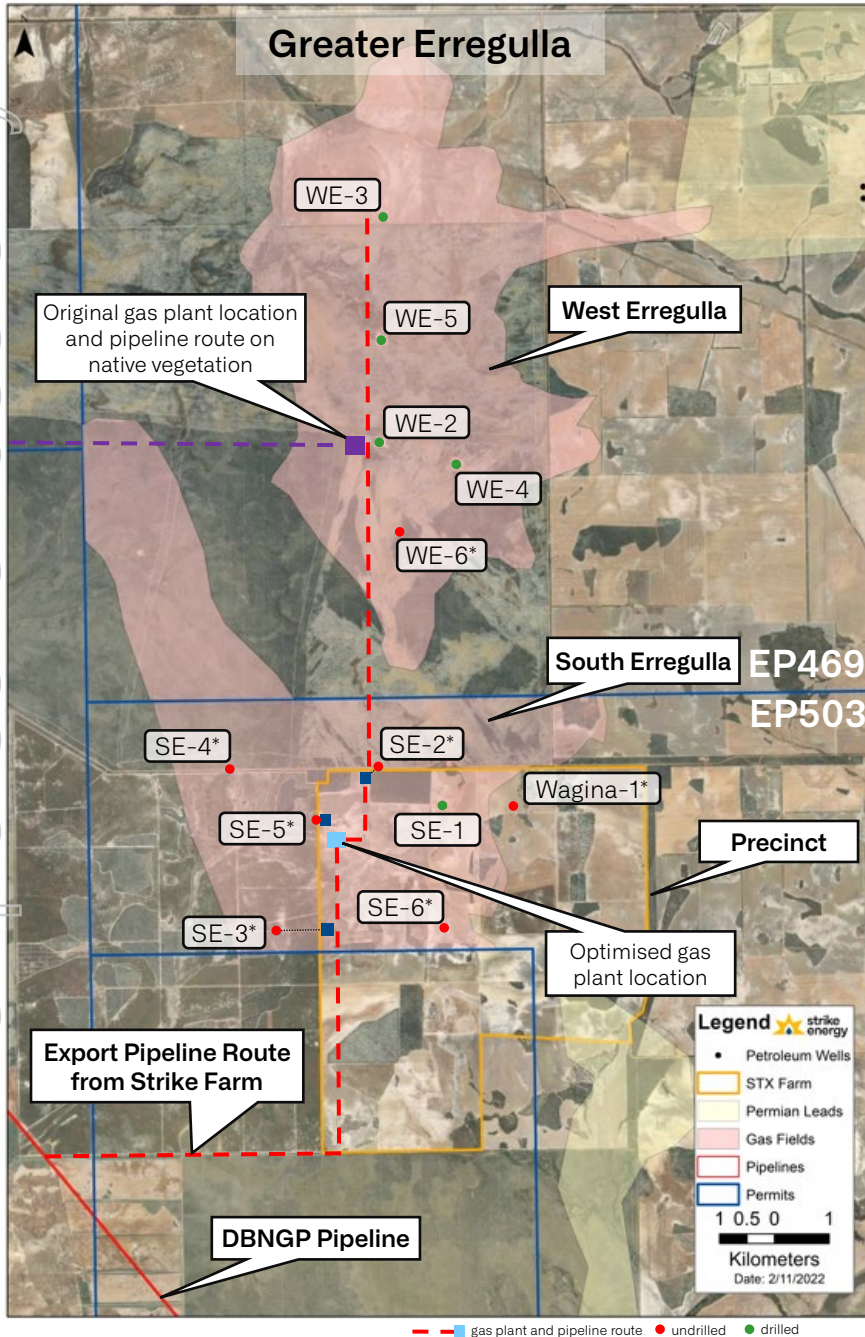 Greater Erregulla
WE-3
Original gas plant location
and pipeline route on
native vegetation
WE-5
West Erregulla
WE-2
WE-4
WE-6*
South Erregulla
EP469
EP503
SE-4*
SE-2*
Wagina-1*
SE-5*
SE-1
Precinct
SE-6*
SE-3*
Optimised gas
plant location
Export Pipeline Route
from Strike Farm
DBNGP Pipeline
Legend
strike
energy
Petroleum Wells
STX Farm
Permian Leads
Gas Fields
Pipelines
Permits
1 0.5 0 1
Kilometers
Date: 2/11/2022
gas plant and pipeline route undrilled drilled